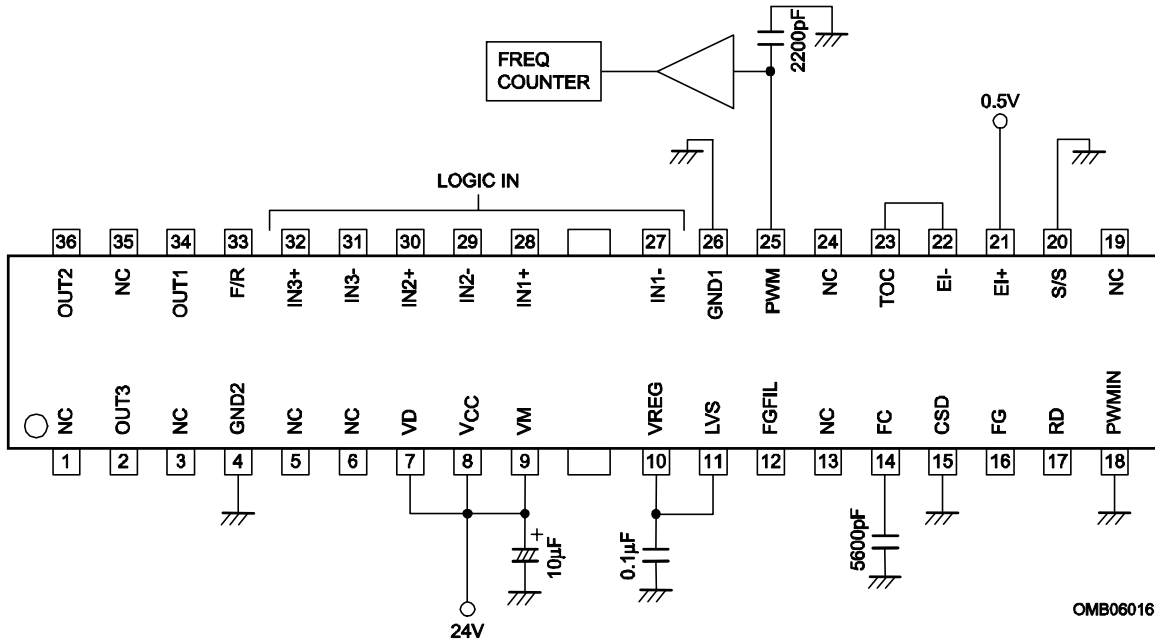 2200pF
FREQ
COUNTER
0.5V
LOGIC IN
36 35 34 33 32 31 30 29 28 27 26 25 24 23 22 21 20 19
OUT2 NC OUT1 F/R IN3+ IN3- IN2+ IN2- IN1+ IN1- GND1 PWM NC TOC EI- EI+ S/S NC
NC OUT3 NC GND2 NC NC VD VCC VM VREG LVS FGFIL NC FC CSD FG RD PWMIN
1 2 3 4 5 6 7 8 9 10 11 12 13 14 15 16 17 18
+
10μF
0.1μF
5600pF
24V
OMB06016